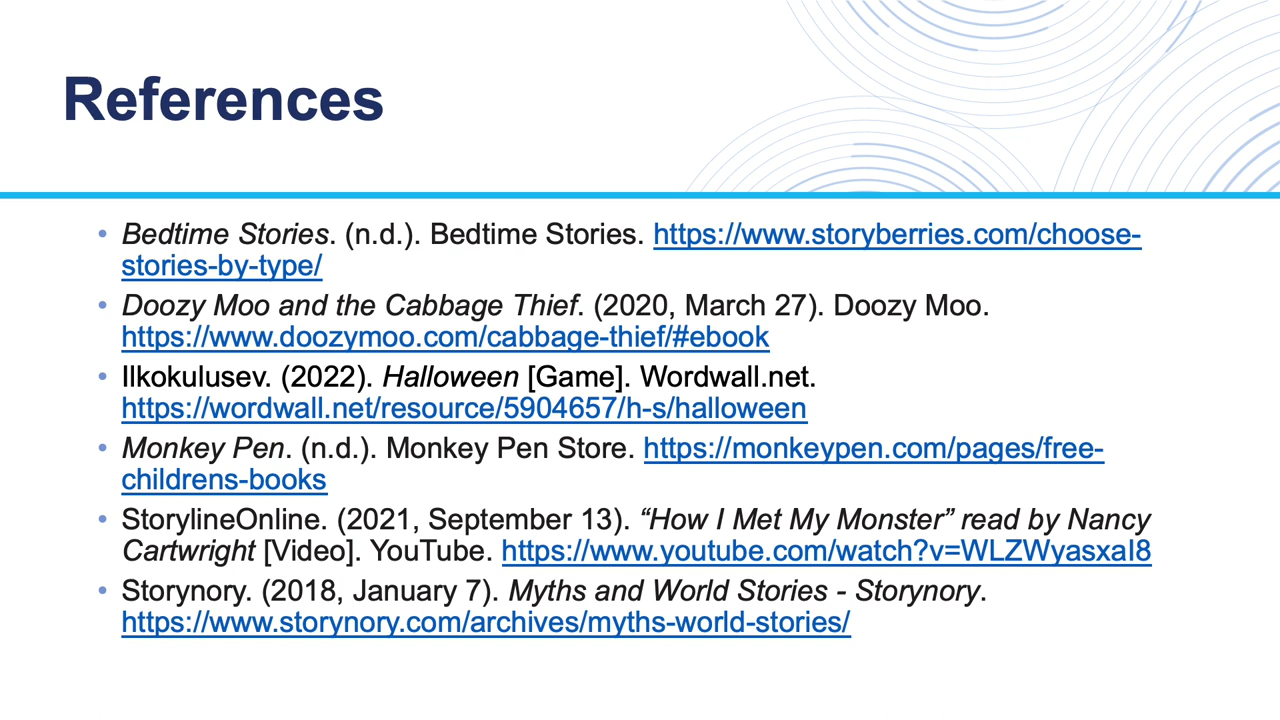 References
• Bedtime Stories. (n.d.). Bedtime Stories. https://www.storyberries.com/choose-
stories-by-type/
• Doozy Moo and the Cabbage Thief. (2020, March 27). Doozy Moo.
https://www.doozymoo.com/cabbage-thief/#ebook
• Ilkokulusev. (2022). Halloween [Game]. Wordwall.net.
https://wordwall.net/resource/5904657/h-s/halloween
• Monkey Pen. (n.d.). Monkey Pen Store. https://monkeypen.com/pages/free-
childrens-books
• StorylineOnline. (2021, September 13). “How I Met My Monster” read by Nancy
Cartwright [Video]. YouTube. https://www.youtube.com/watch?v=WLZWyasxaI8
• Storynory. (2018, January 7). Myths and World Stories - Storynory.
https://www.storynory.com/archives/myths-world-stories/